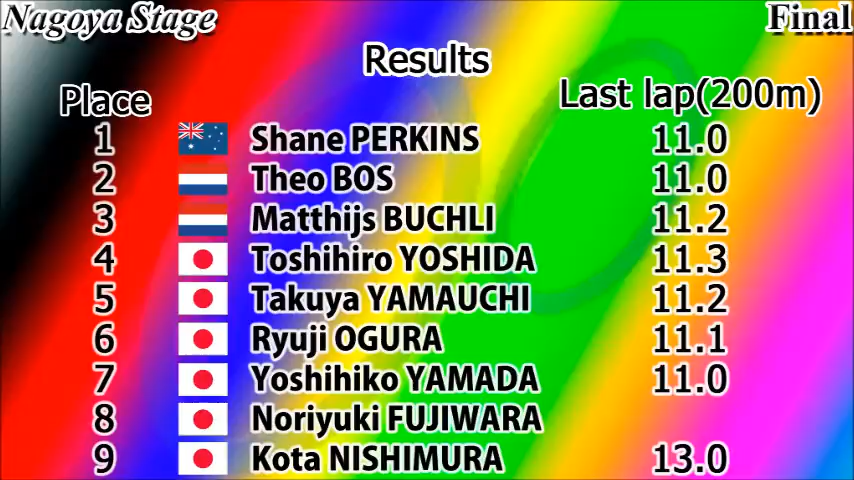 Nagoya Stage Final
Results
Place Last lap(200m)
1 Shane PERKINS 11.0
2 Theo BOS 11.0
3 Matthijs BUCHLI 11.2
4 Toshihiro YOSHIDA 11.3
5 Takuya YAMAUCHI 11.2
6 Ryuji OGURA 11.1
7 Yoshihiko YAMADA 11.0
8 Noriyuki FUJIWARA
9 Kota NISHIMURA 13.0